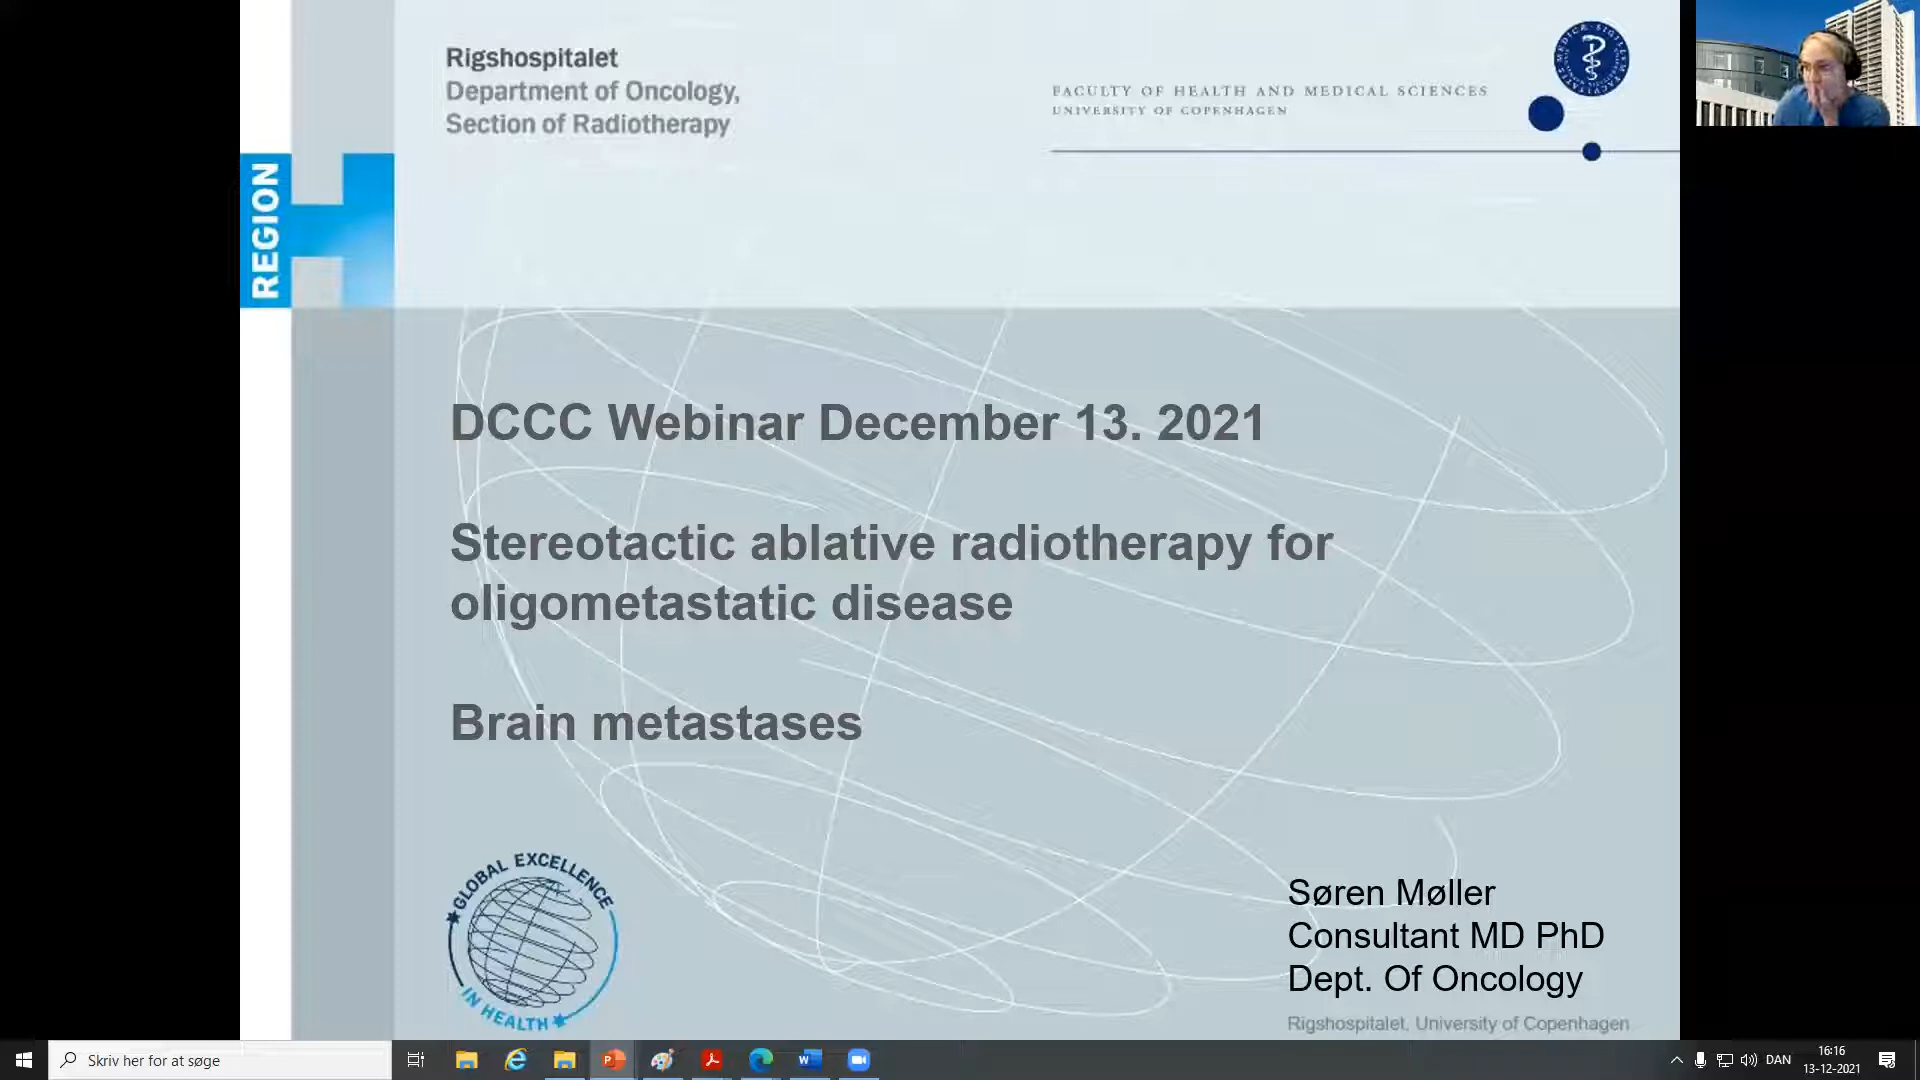 Rigshospitalet
Department of Oncology,
Section of Radiotherapy
FACULTY OF HEALTH AND MEDICAL SCIENCES
UNIVERSITY OF COPENHAGEN
REGION
DCCC Webinar December 13. 2021
Stereotactic ablative radiotherapy for
oligometastatic disease
Brain metastases
GLOBAL EXCELLENCE
IN HEALTH
Søren Møller
Consultant MD PhD
Dept. Of Oncology
Rigshospitalet, University of Copenhagen
Skriv her for at søge
DAN
16:16
13-12-2021